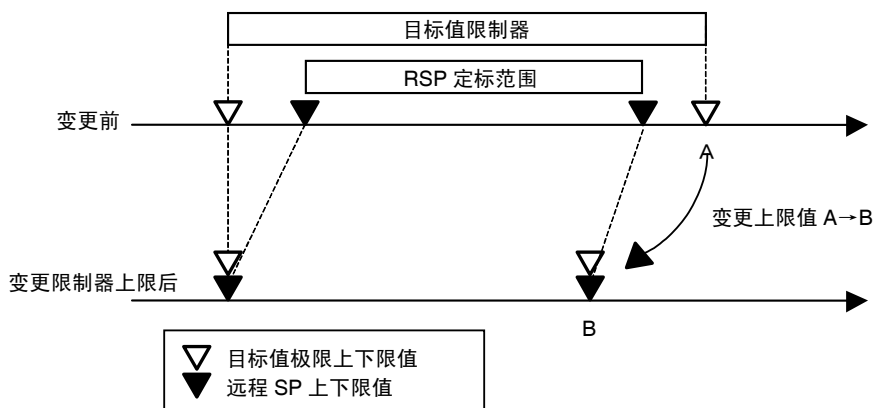 目标值限制器
RSP 定标范围
变更前
A
变更上限值 A→B
变更限制器上限后
B
目标值极限上下限值
远程 SP 上下限值